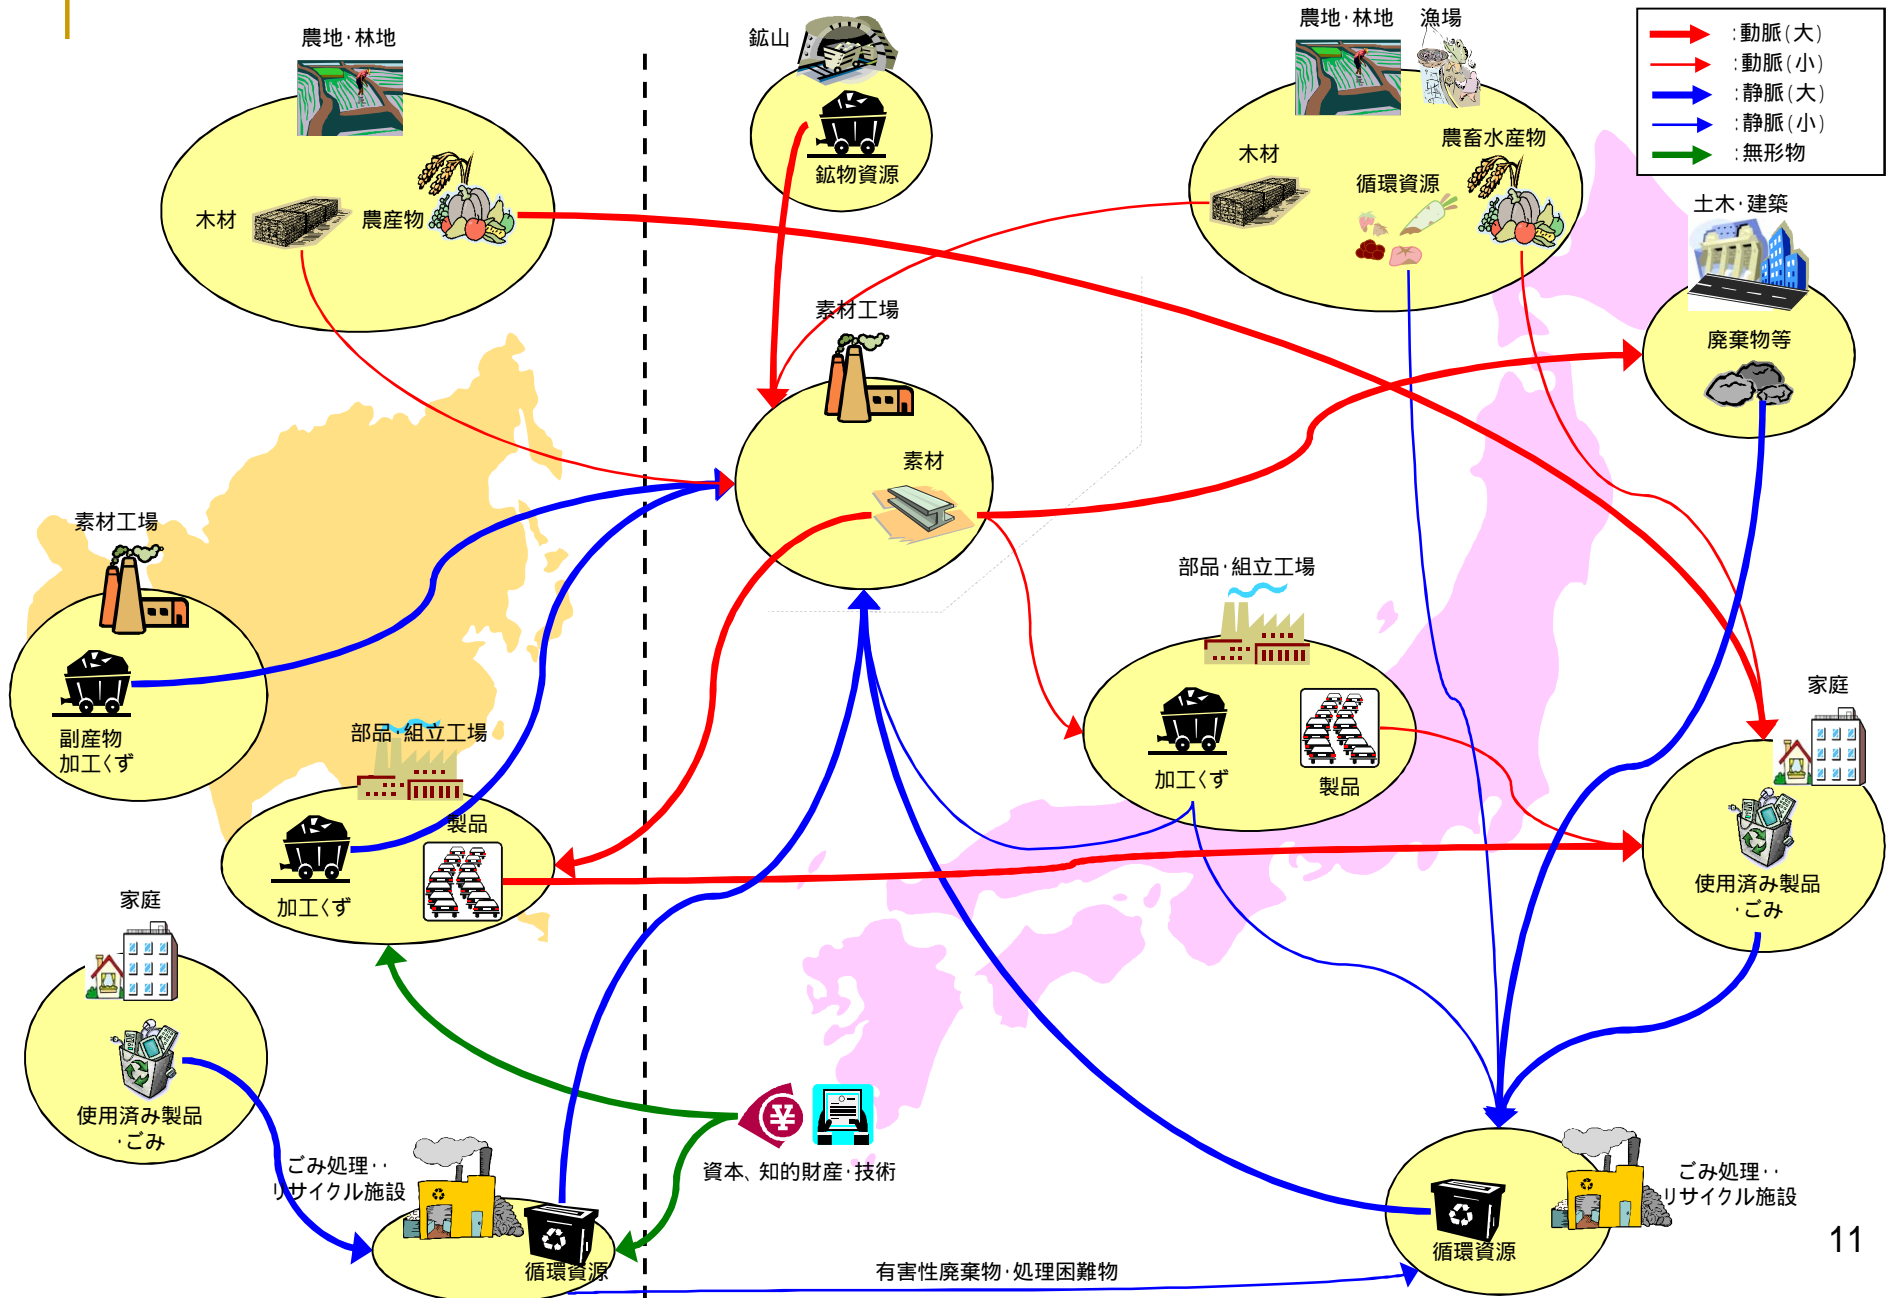 農地・林地
鉱山
農地・林地
漁場
:動脈(大)
:動脈(小)
:静脈(大)
:静脈(小)
:無形物
木材
農産物
鉱物資源
木材
循環資源
農畜水産物
土木・建築
廃棄物等
素材工場
素材
素材工場
副産物
加工くず
部品・組立工場
加工くず
製品
部品・組立工場
加工くず
製品
家庭
使用済み製品
・ごみ
家庭
使用済み製品
・ごみ
ごみ処理・・
リサイクル施設
循環資源
資本、知的財産・技術
有害性廃棄物・処理困難物
ごみ処理・・
リサイクル施設
循環資源
11